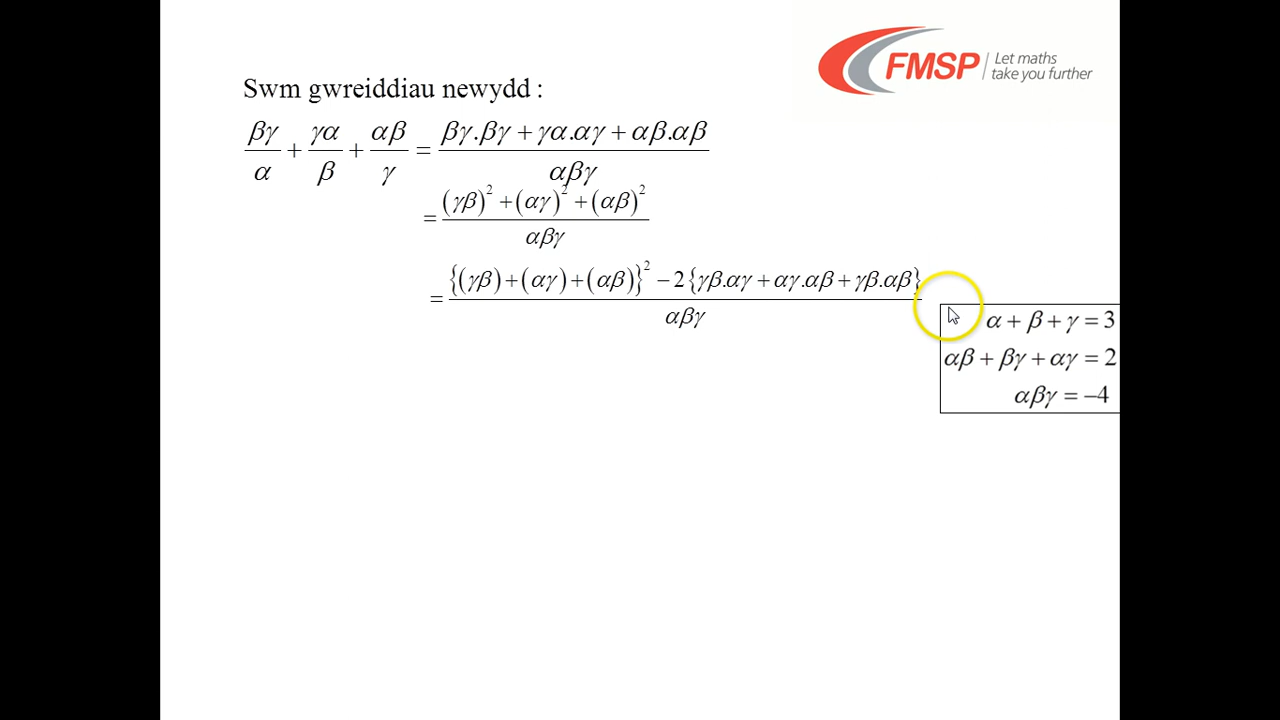 FMSP | Let maths
take you further
Swm gwreiddiau newydd :
βγ/α + γα/β + αβ/γ = (βγ.βγ + γα.αγ + αβ.αβ)/αβγ
= ((γβ)² + (αγ)² + (αβ)²)/αβγ
= ({(γβ) + (αγ) + (αβ)}² − 2{γβ.αγ + αγ.αβ + γβ.αβ})/αβγ
α + β + γ = 3
αβ + βγ + αγ = 2
αβγ = −4